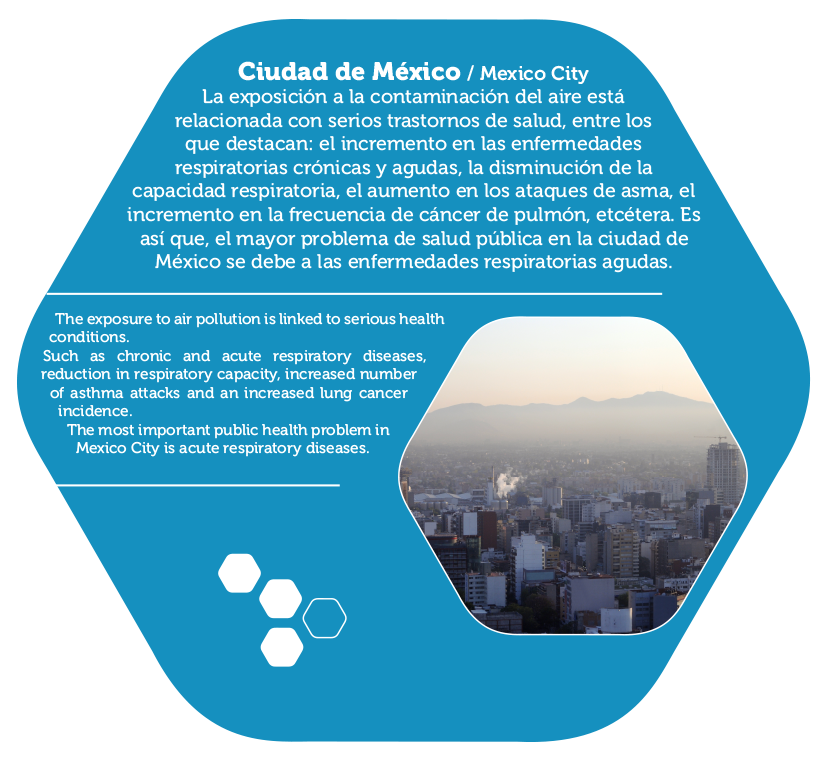 Ciudad de México / Mexico City
La exposición a la contaminación del aire está
relacionada con serios trastornos de salud, entre los
que destacan: el incremento en las enfermedades
respiratorias crónicas y agudas, la disminución de la
capacidad respiratoria, el aumento en los ataques de asma, el
incremento en la frecuencia de cáncer de pulmón, etcétera. Es
así que, el mayor problema de salud pública en la ciudad de
México se debe a las enfermedades respiratorias agudas.
The exposure to air pollution is linked to serious health
conditions.
Such as chronic and acute respiratory diseases,
reduction in respiratory capacity, increased number
of asthma attacks and an increased lung cancer
incidence.
The most important public health problem in
Mexico City is acute respiratory diseases.